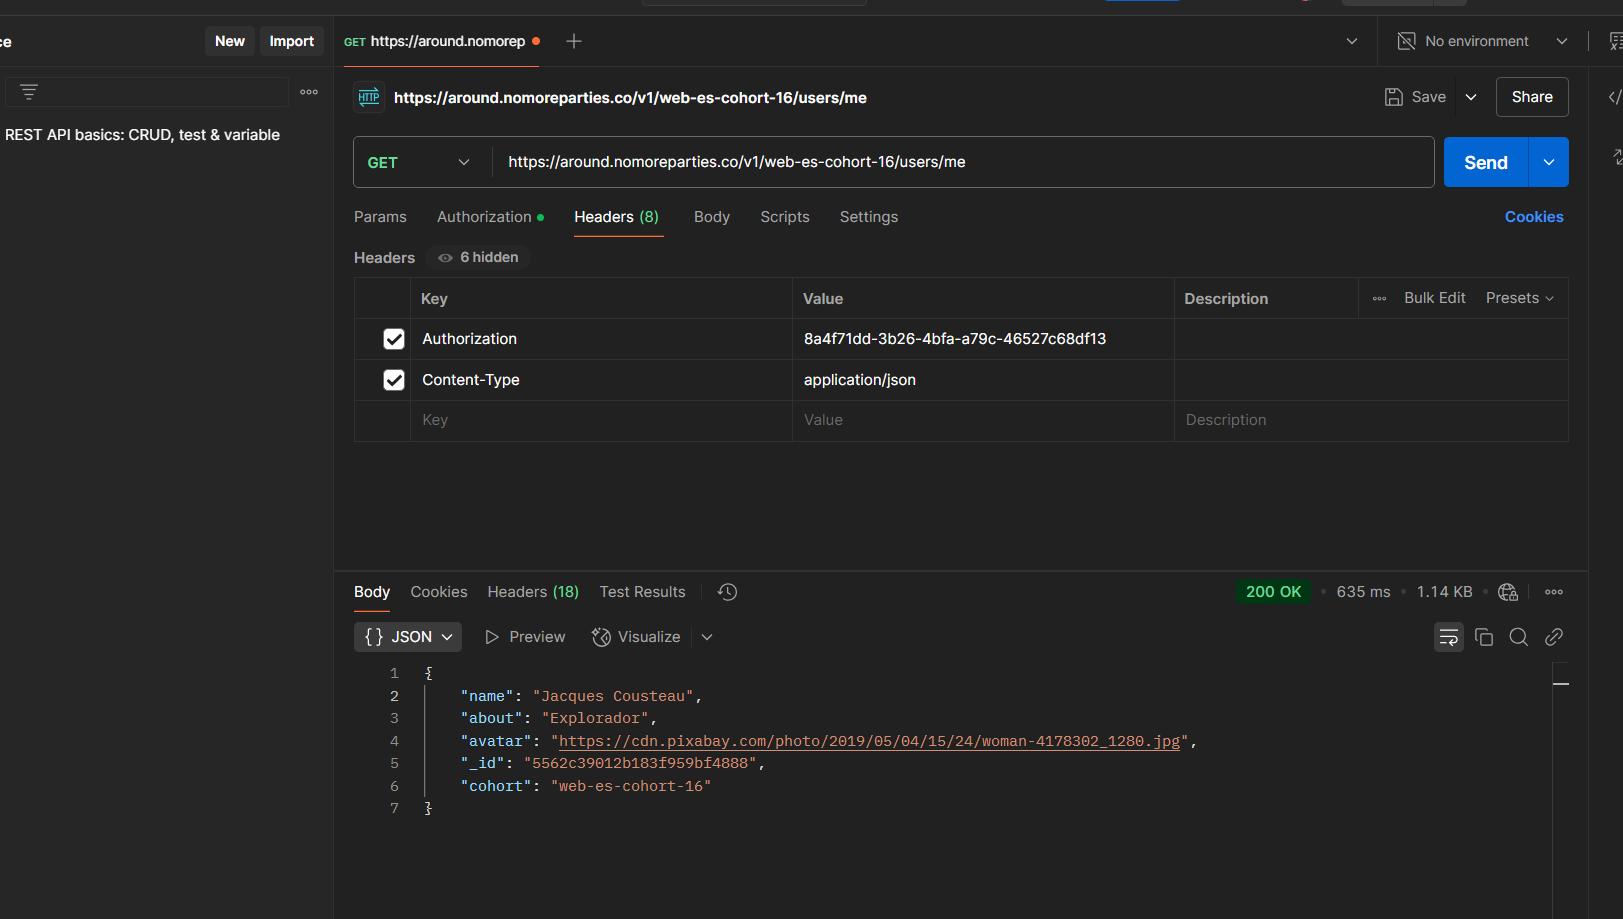 ce
New Import
GET https://around.nomorep
No environment
HTTP https://around.nomoreparties.co/v1/web-es-cohort-16/users/me
Save Share
REST API basics: CRUD, test & variable
GET https://around.nomoreparties.co/v1/web-es-cohort-16/users/me Send
Params Authorization Headers (8) Body Scripts Settings Cookies
Headers 6 hidden
Key Value Description Bulk Edit Presets
Authorization 8a4f71dd-3b26-4bfa-a79c-46527c68df13
Content-Type application/json
Key Value Description
Body Cookies Headers (18) Test Results 200 OK • 635 ms • 1.14 KB
{} JSON Preview Visualize
1 {
2 "name": "Jacques Cousteau",
3 "about": "Explorador",
4 "avatar": "https://cdn.pixabay.com/photo/2019/05/04/15/24/woman-4178302_1280.jpg",
5 "_id": "5562c39012b183f959bf4888",
6 "cohort": "web-es-cohort-16"
7 }